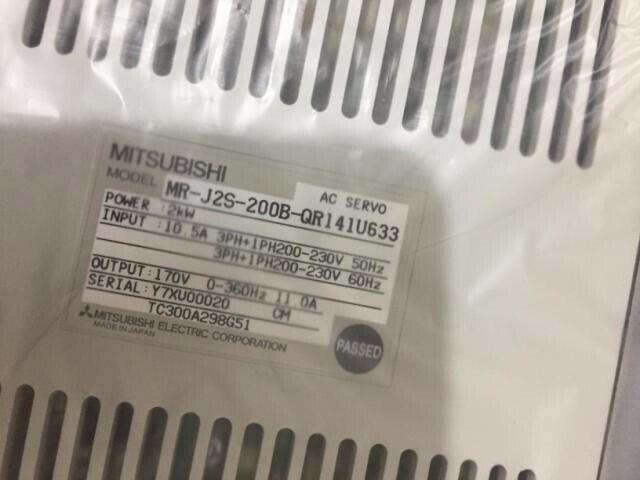 MITSUBISHI
AC SERVO
MODEL MR-J2S-200B-QR141U633
POWER :2kW
INPUT :10.5A 3PH+1PH200-230V 50Hz
3PH+1PH200-230V 60Hz
OUTPUT:170V 0-360Hz 11.0A
SERIAL: Y7XU00020 CM
TC300A298G51
MITSUBISHI ELECTRIC CORPORATION
MADE IN JAPAN
PASSED